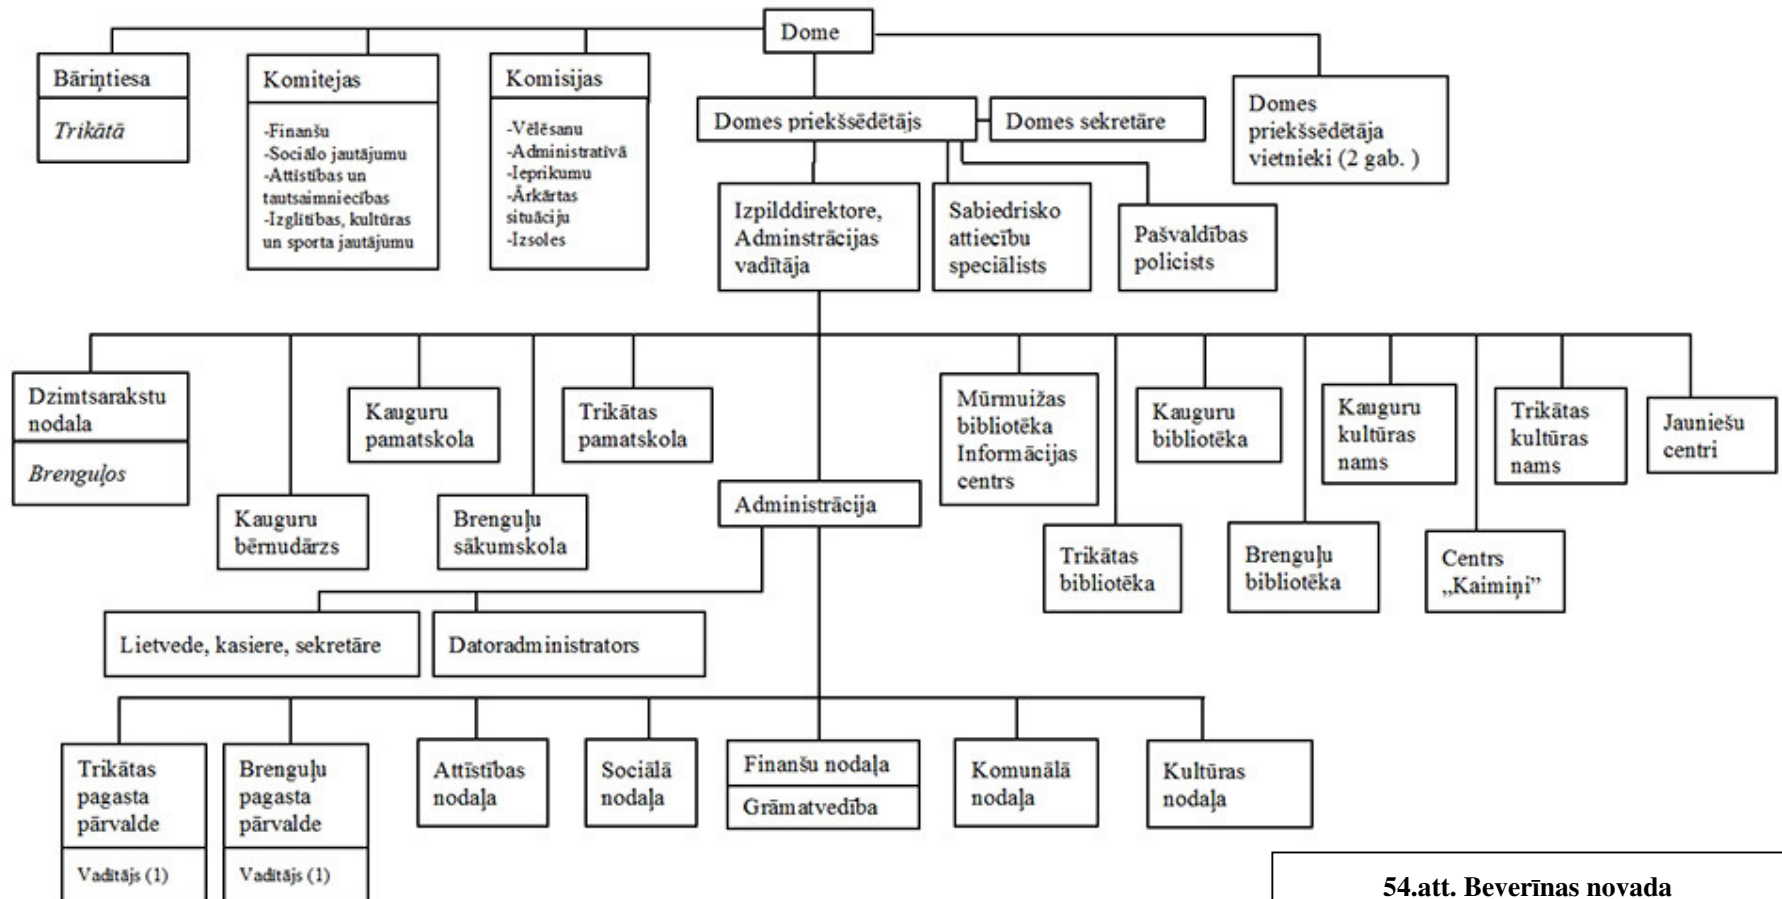 Dome
Bāriņtiesa
Trikātā
Komitejas
-Finanšu
-Sociālo jautājumu
-Attīstības un
tautsaimniecības
-Izglītības, kultūras
un sporta jautājumu
Komisijas
-Vēlēsanu
-Administratīvā
-Ieprikumu
-Ārkārtas
situāciju
-Izsoles
Domes priekšsēdētājs
Domes sekretāre
Domes
priekšsēdētāja
vietnieki (2 gab. )
Izpilddirektore,
Adminstrācijas
vadītāja
Sabiedrisko
attiecību
speciālists
Pašvaldības
policists
Dzimtsarakstu
nodala
Brenguļos
Kauguru
bērnudārzs
Kauguru
pamatskola
Brenguļu
sākumskola
Trikātas
pamatskola
Administrācija
Mūrmuižas
bibliotēka
Informācijas
centrs
Trikātas
bibliotēka
Kauguru
bibliotēka
Brenguļu
bibliotēka
Kauguru
kultūras
nams
Centrs
„Kaimiņi”
Trikātas
kultūras
nams
Jauniešu
centri
Lietvede, kasiere, sekretāre
Datoradministrators
Trikātas
pagasta
pārvalde
Vadītājs (1)
Brenguļu
pagasta
pārvalde
Vadītājs (1)
Attīstības
nodaļa
Sociālā
nodaļa
Finanšu nodaļa
Grāmatvedība
Komunālā
nodaļa
Kultūras
nodaļa
54.att. Beverīnas novada